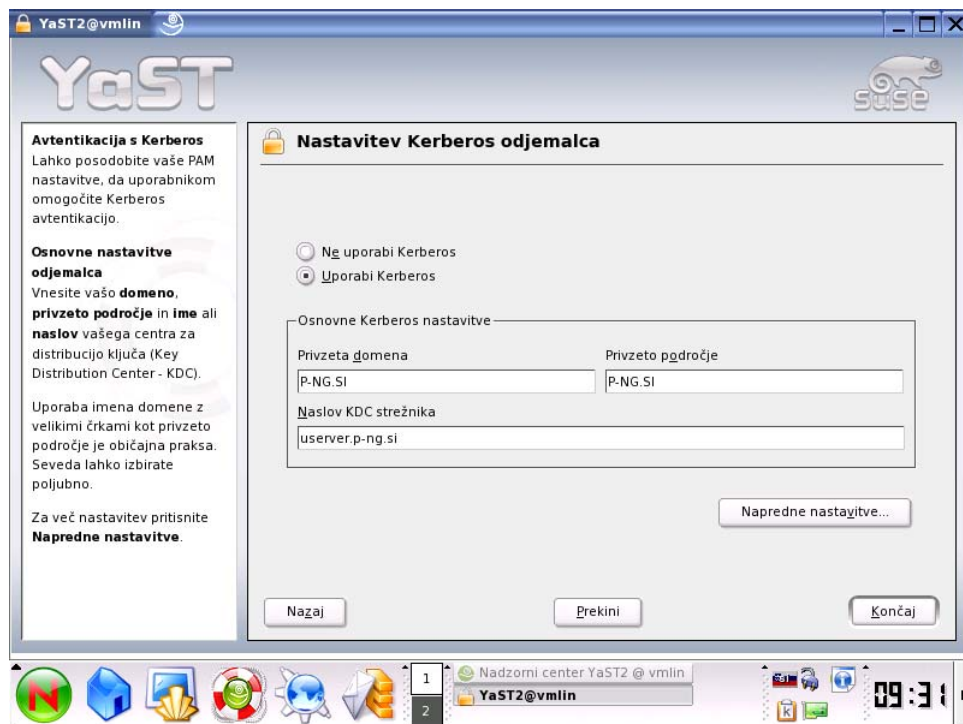 YaST2@vmlin
YaST
SUSE
Avtentikacija s Kerberos
Lahko posodobite vaše PAM
nastavitve, da uporabnikom
omogočite Kerberos
avtentikacijo.
Osnovne nastavitve
odjemalca
Vnesite vašo domeno,
privzeto področje in ime ali
naslov vašega centra za
distribucijo ključa (Key
Distribution Center - KDC).
Uporaba imena domene z
velikimi črkami kot privzeto
področje je običajna praksa.
Seveda lahko izbirate
poljubno.
Za več nastavitev pritisnite
Napredne nastavitve.
Nastavitev Kerberos odjemalca
Ne uporabi Kerberos
Uporabi Kerberos
Osnovne Kerberos nastavitve
Privzeta domena
Privzeto področje
P-NG.SI
P-NG.SI
Naslov KDC strežnika
userver.p-ng.si
Napredne nastavitve...
Nazaj
Prekini
Končaj
N
1
2
Nadzorni center YaST2 @ vmlin
YaST2@vmlin
k
09:31